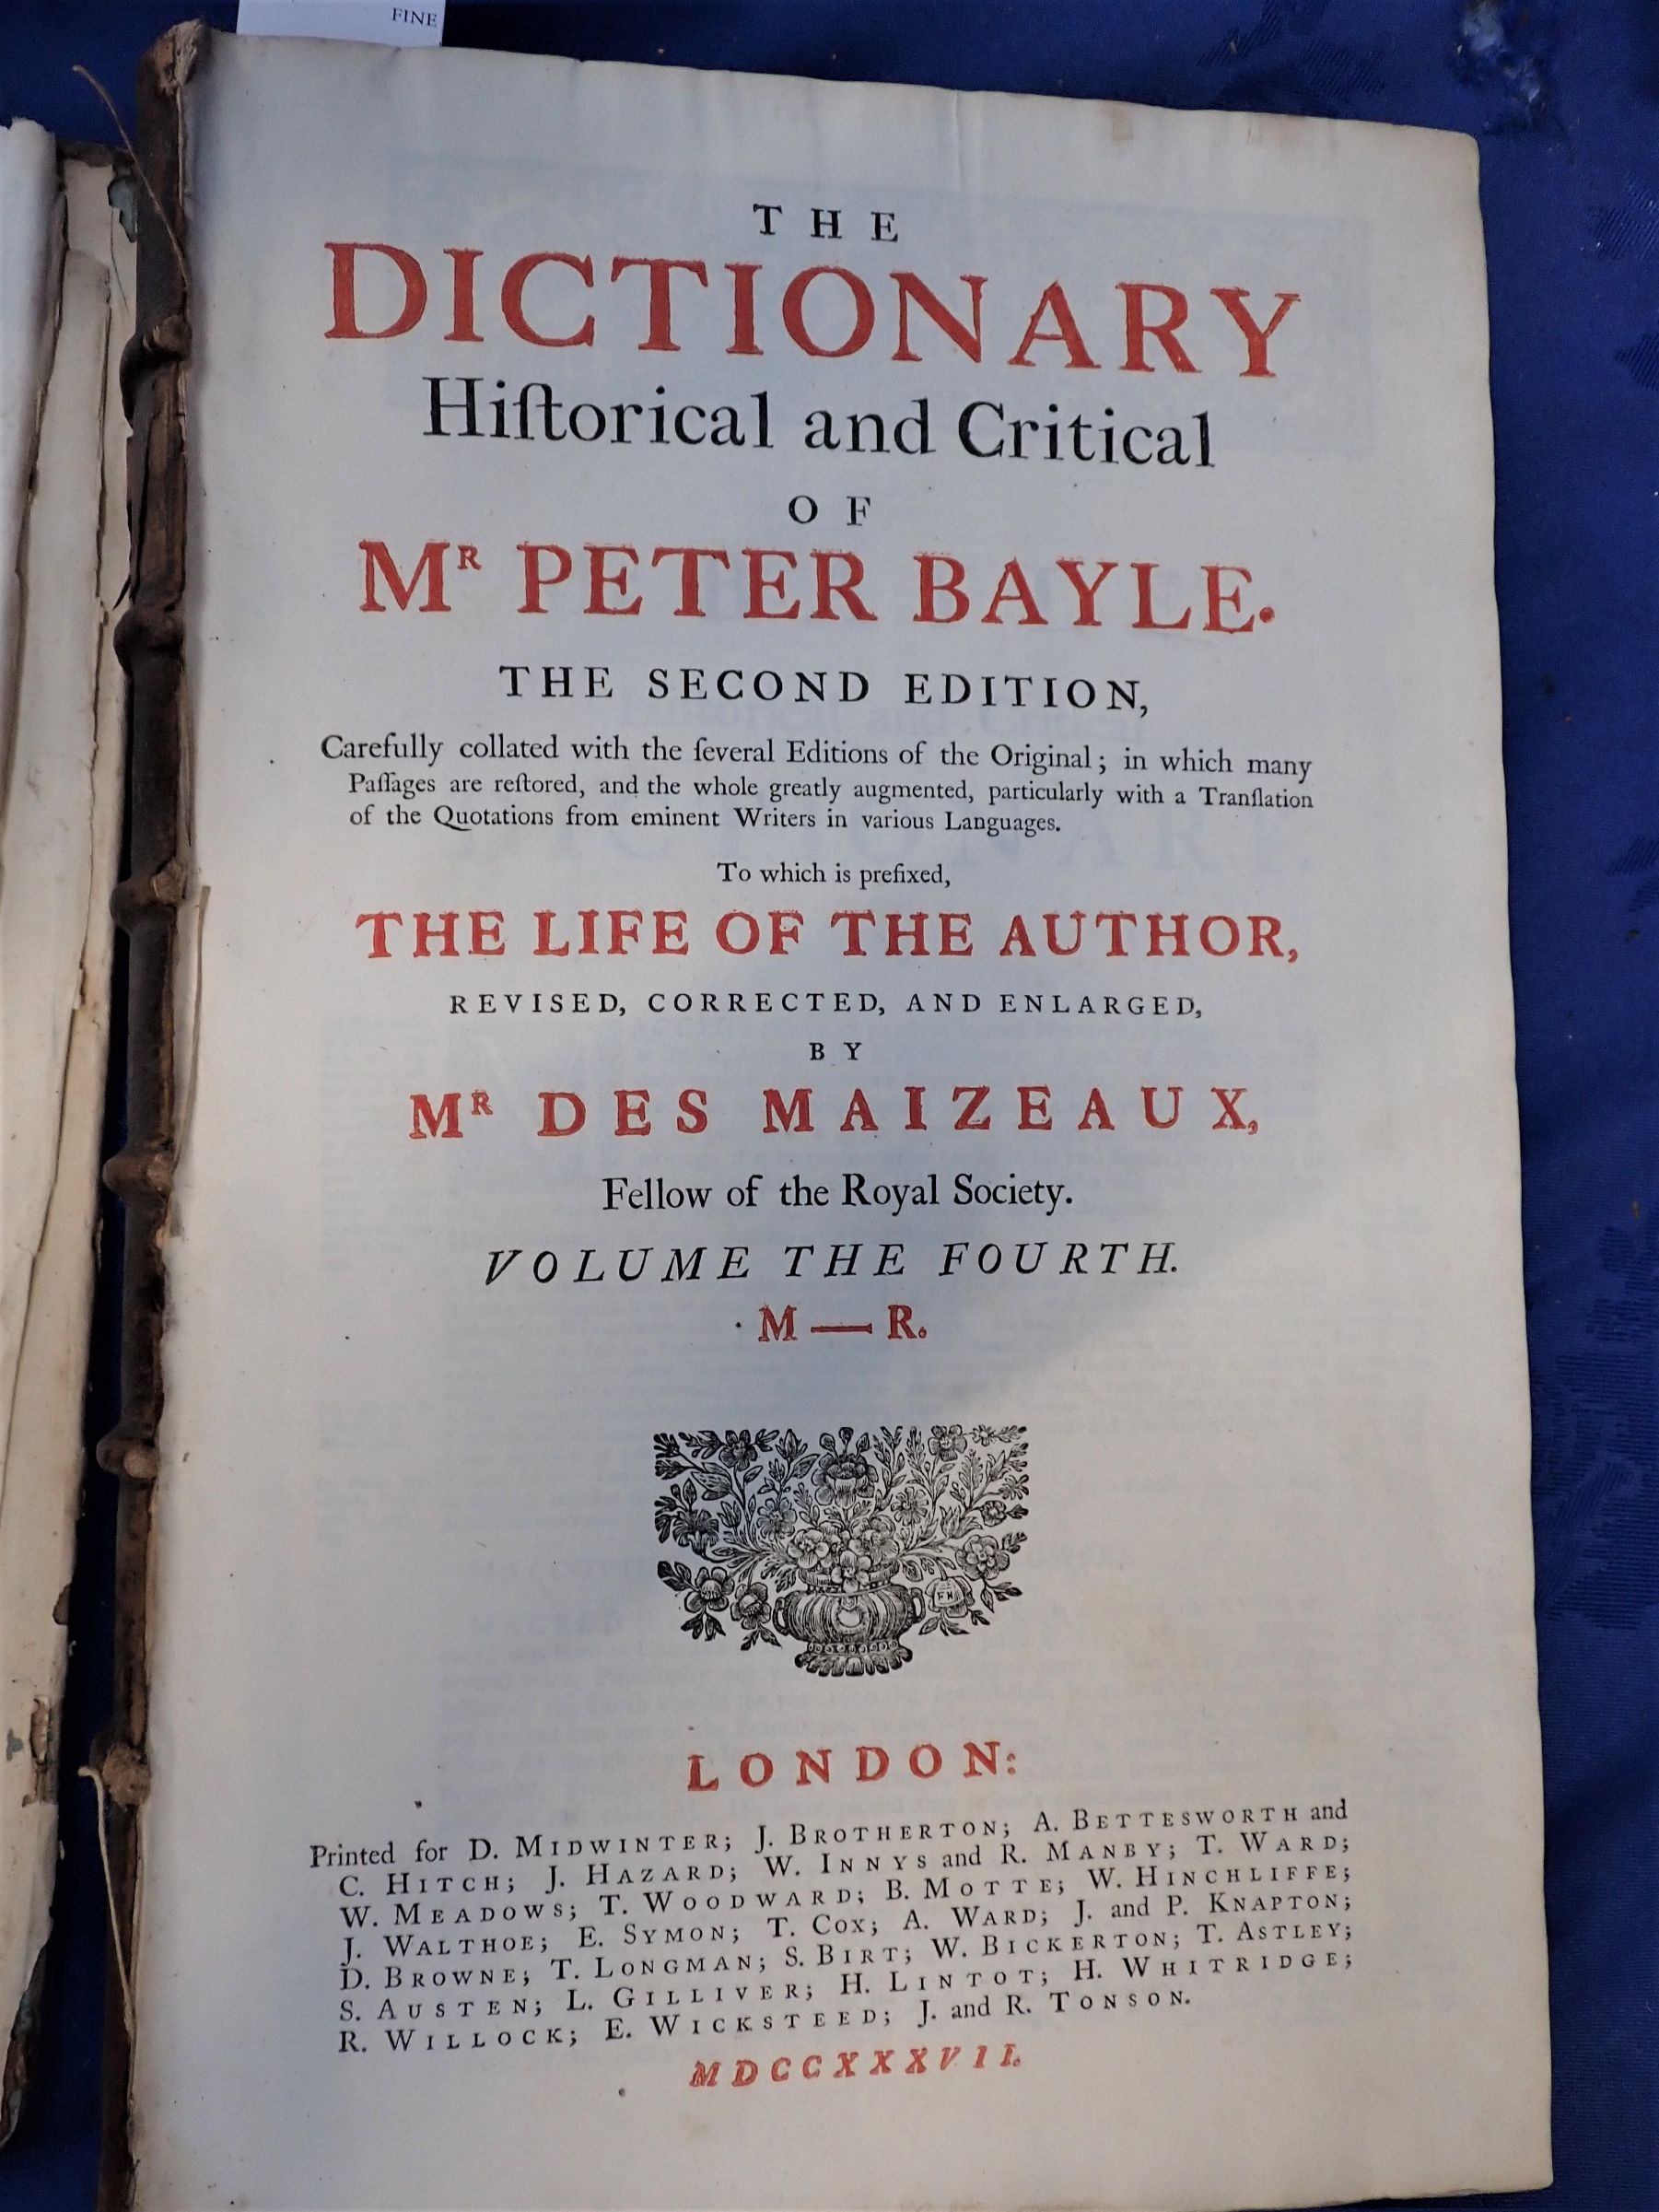 FINE
THE
DICTIONARY
Hiſtorical and Critical
OF
Mʀ PETER BAYLE.
THE SECOND EDITION,
Carefully collated with the ſeveral Editions of the Original; in which many
Paſſages are reſtored, and the whole greatly augmented, particularly with a Tranſlation
of the Quotations from eminent Writers in various Languages.
To which is prefixed,
THE LIFE OF THE AUTHOR,
REVISED, CORRECTED, AND ENLARGED,
BY
Mʀ DES MAIZEAUX,
Fellow of the Royal Society.
VOLUME THE FOURTH.
M — R.
FH
LONDON:
Printed for D. MIDWINTER; J. BROTHERTON; A. BETTESWORTH and
C. HITCH; J. HAZARD; W. INNYS and R. MANBY; T. WARD;
W. MEADOWS; T. WOODWARD; B. MOTTE; W. HINCHLIFFE;
J. WALTHOE; E. SYMON; T. COX; A. WARD; J. and P. KNAPTON;
D. BROWNE; T. LONGMAN; S. BIRT; W. BICKERTON; T. ASTLEY;
S. AUSTEN; L. GILLIVER; H. LINTOT; H. WHITRIDGE;
R. WILLOCK; E. WICKSTEED; J. and R. TONSON.
MDCCXXXVII.